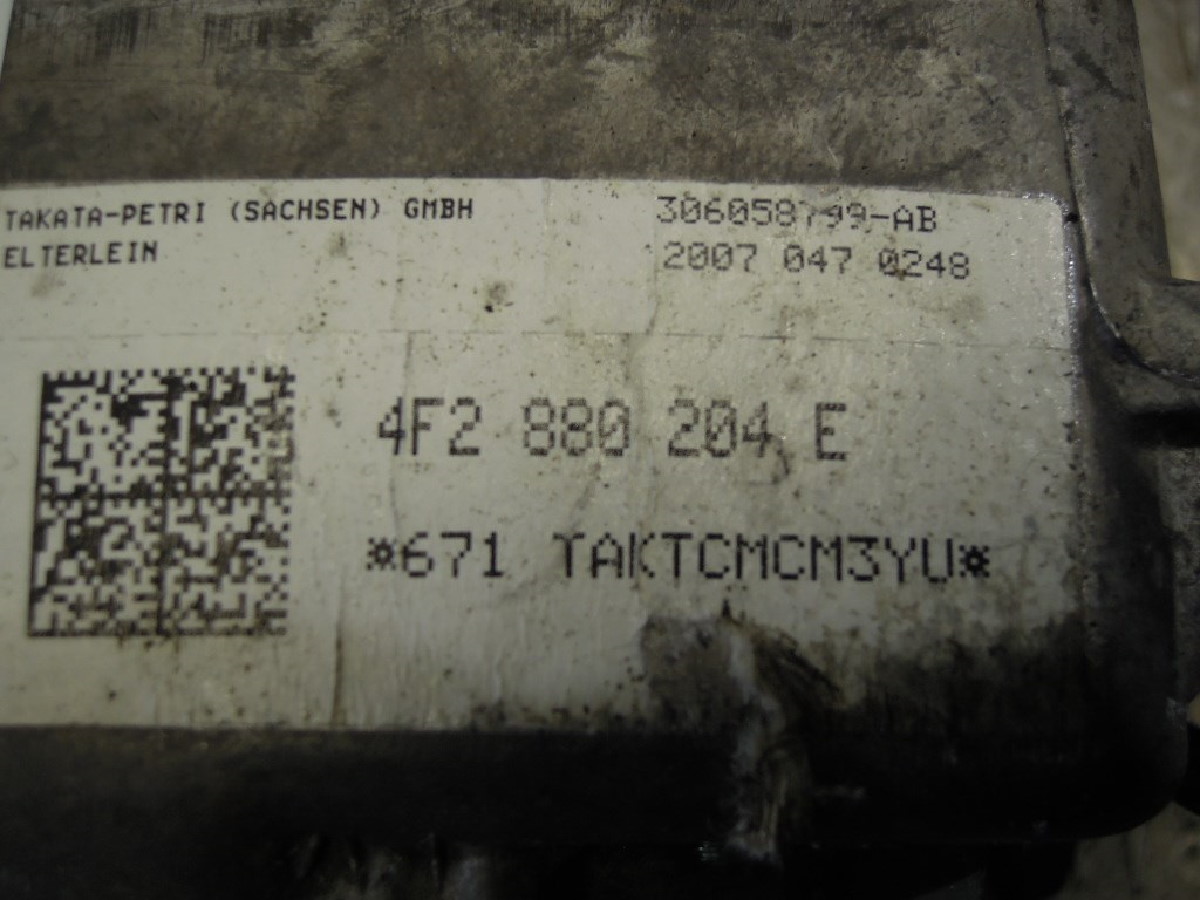 TAKATA-PETRI (SACHSEN) GMBH
ELTERLEIN
306058799-AB
2007 047 0248
4F2 880 204 E
*671 TAKTCMCM3YU*